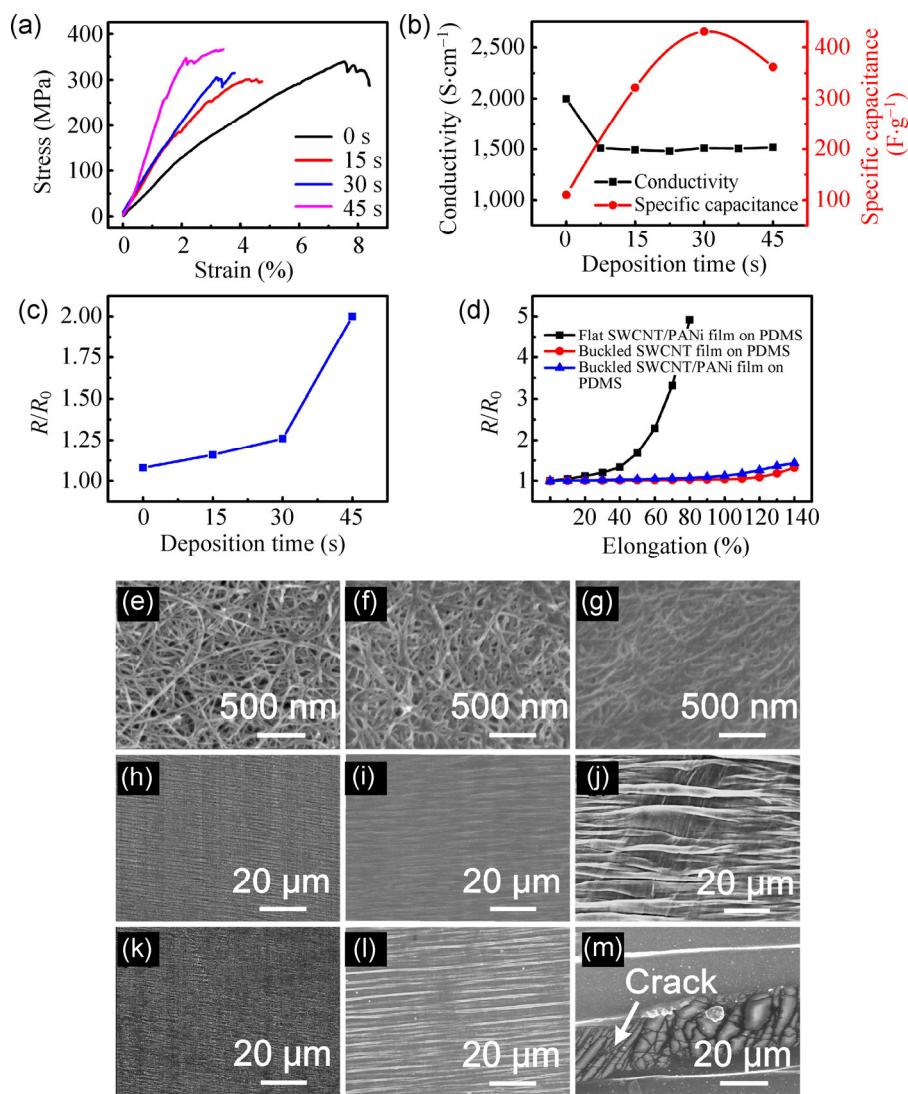 (a)
Stress (MPa)
400
300
200
100
0
0 s
15 s
30 s
45 s
0 2 4 6 8
Strain (%)
(b)
Conductivity (S·cm⁻¹)
2,500
2,000
1,500
1,000
Conductivity
Specific capacitance
0 15 30 45
Deposition time (s)
400
300
200
100
Specific capacitance
(F·g⁻¹)
(c)
R/R₀
2.00
1.75
1.50
1.25
1.00
0 15 30 45
Deposition time (s)
(d)
R/R₀
5
4
3
2
1
Flat SWCNT/PANi film on PDMS
Buckled SWCNT film on PDMS
Buckled SWCNT/PANi film on
PDMS
20 40 60 80 100 120 140
Elongation (%)
(e)
500 nm
(f)
500 nm
(g)
500 nm
(h)
20 μm
(i)
20 μm
(j)
20 μm
(k)
20 μm
(l)
20 μm
(m)
Crack
20 μm